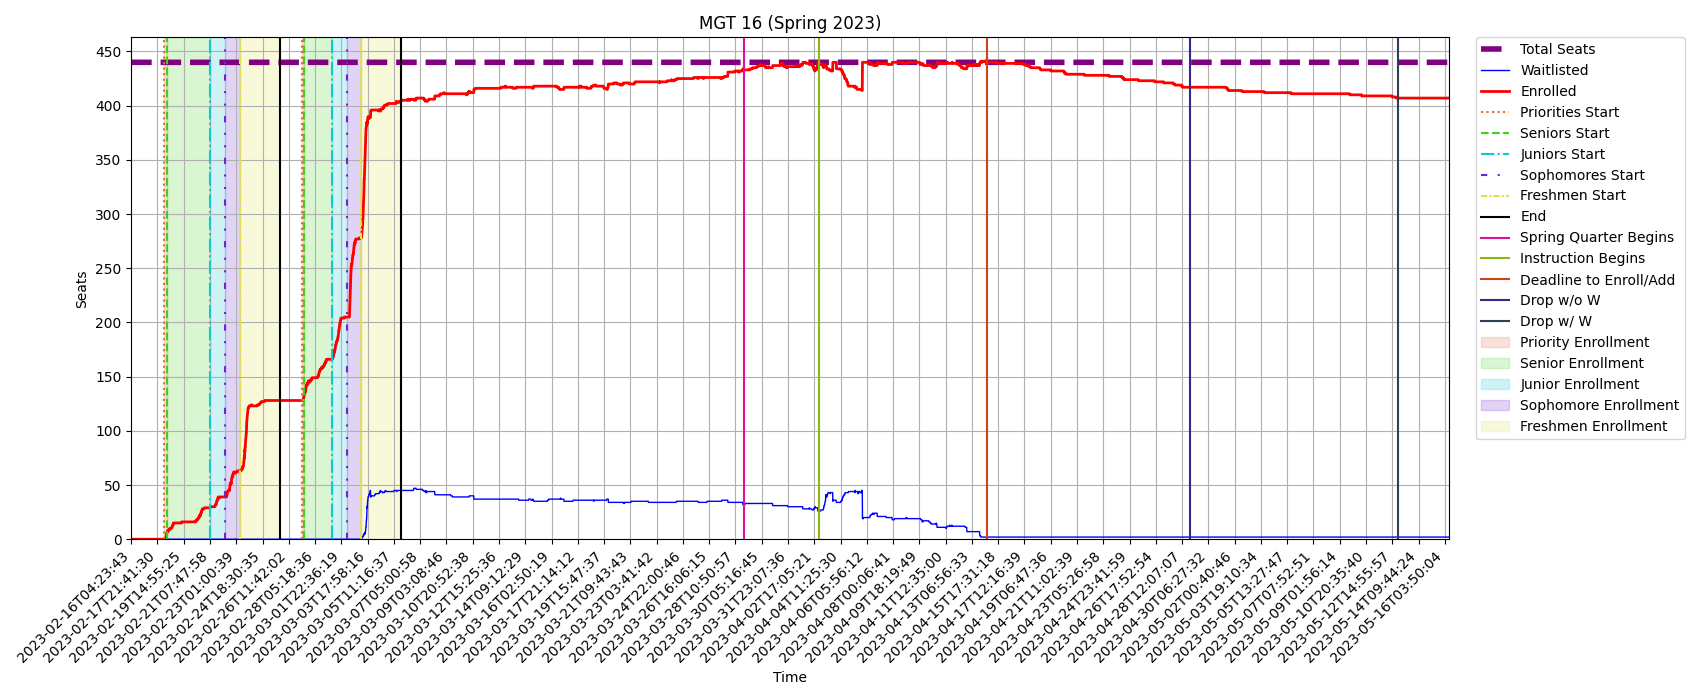 MGT 16 (Spring 2023)
450
400
350
300
250
200
150
100
50
0
Seats
2023-02-16T04:23:43
2023-02-17T21:41:30
2023-02-19T14:55:25
2023-02-21T07:47:58
2023-02-23T01:00:39
2023-02-24T18:30:35
2023-02-26T11:42:02
2023-02-28T05:18:36
2023-03-01T22:36:19
2023-03-03T17:58:16
2023-03-05T11:16:37
2023-03-07T05:00:58
2023-03-09T03:08:46
2023-03-10T20:52:38
2023-03-12T15:25:36
2023-03-14T09:12:29
2023-03-16T02:50:19
2023-03-17T21:14:12
2023-03-19T15:47:37
2023-03-21T09:43:43
2023-03-23T03:41:42
2023-03-24T22:00:46
2023-03-26T16:06:15
2023-03-28T10:50:57
2023-03-30T05:16:45
2023-03-31T23:07:36
2023-04-02T17:05:21
2023-04-04T11:25:30
2023-04-06T05:56:12
2023-04-08T00:06:41
2023-04-09T18:19:49
2023-04-11T12:35:00
2023-04-13T06:56:33
2023-04-15T17:31:18
2023-04-17T12:16:39
2023-04-19T06:47:36
2023-04-21T11:02:39
2023-04-23T05:26:58
2023-04-24T23:41:59
2023-04-26T17:52:54
2023-04-28T12:07:07
2023-04-30T06:27:32
2023-05-02T00:40:46
2023-05-03T19:10:34
2023-05-05T13:27:47
2023-05-07T07:52:51
2023-05-09T01:56:14
2023-05-10T20:35:40
2023-05-12T14:55:57
2023-05-14T09:44:24
2023-05-16T03:50:04
Time
Total Seats
Waitlisted
Enrolled
Priorities Start
Seniors Start
Juniors Start
Sophomores Start
Freshmen Start
End
Spring Quarter Begins
Instruction Begins
Deadline to Enroll/Add
Drop w/o W
Drop w/ W
Priority Enrollment
Senior Enrollment
Junior Enrollment
Sophomore Enrollment
Freshmen Enrollment